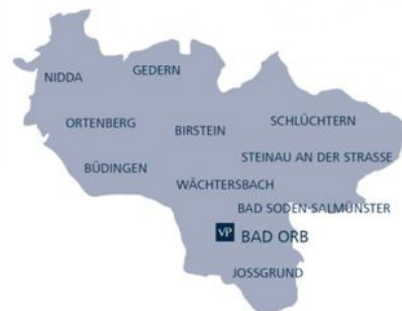 GEDERN
NIDDA
SCHLÜCHTERN
ORTENBERG
BIRSTEIN
STEINAU AN DER STRASSE
BÜDINGEN
WÄCHTERSBACH
BAD SODEN-SALMÜNSTER
VP BAD ORB
JOSSGRUND